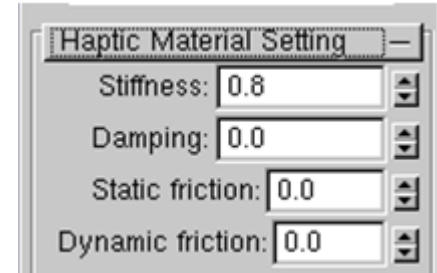 Haptic Material Setting
Stiffness: 0.8
Damping: 0.0
Static friction: 0.0
Dynamic friction: 0.0